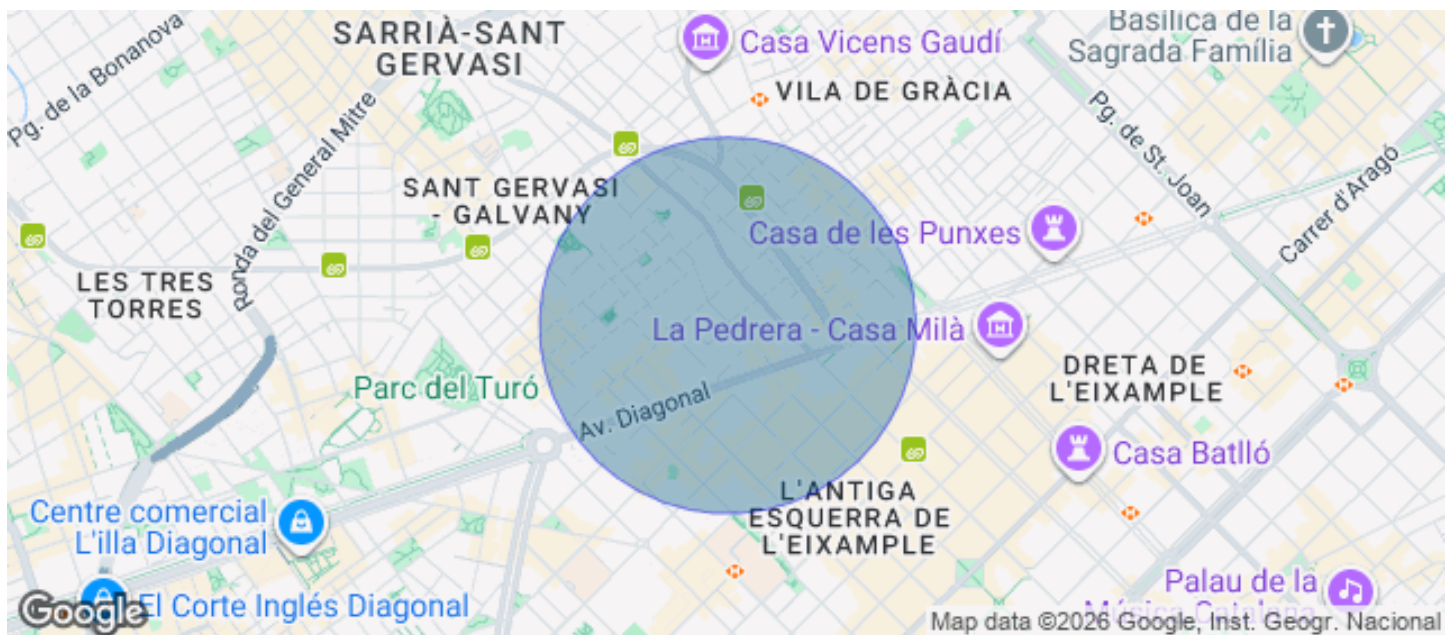 SARRIÀ-SANT
GERVASI
Pg. de la Bonanova
Casa Vicens Gaudí
Basílica de la
Sagrada Família
VILA DE GRÀCIA
Ronda del General Mitre
SANT GERVASI
- GALVANY
Pg. de St. Joan
Carrer d'Aragó
Casa de les Punxes
LES TRES
TORRES
La Pedrera - Casa Milà
DRETA DE
L'EIXAMPLE
Parc del Turó
Av. Diagonal
Casa Batlló
L'ANTIGA
ESQUERRA DE
L'EIXAMPLE
Centre comercial
L'illa Diagonal
El Corte Inglés Diagonal
Palau de la
Música Catalana
Google
Map data ©2026 Google, Inst. Geogr. Nacional